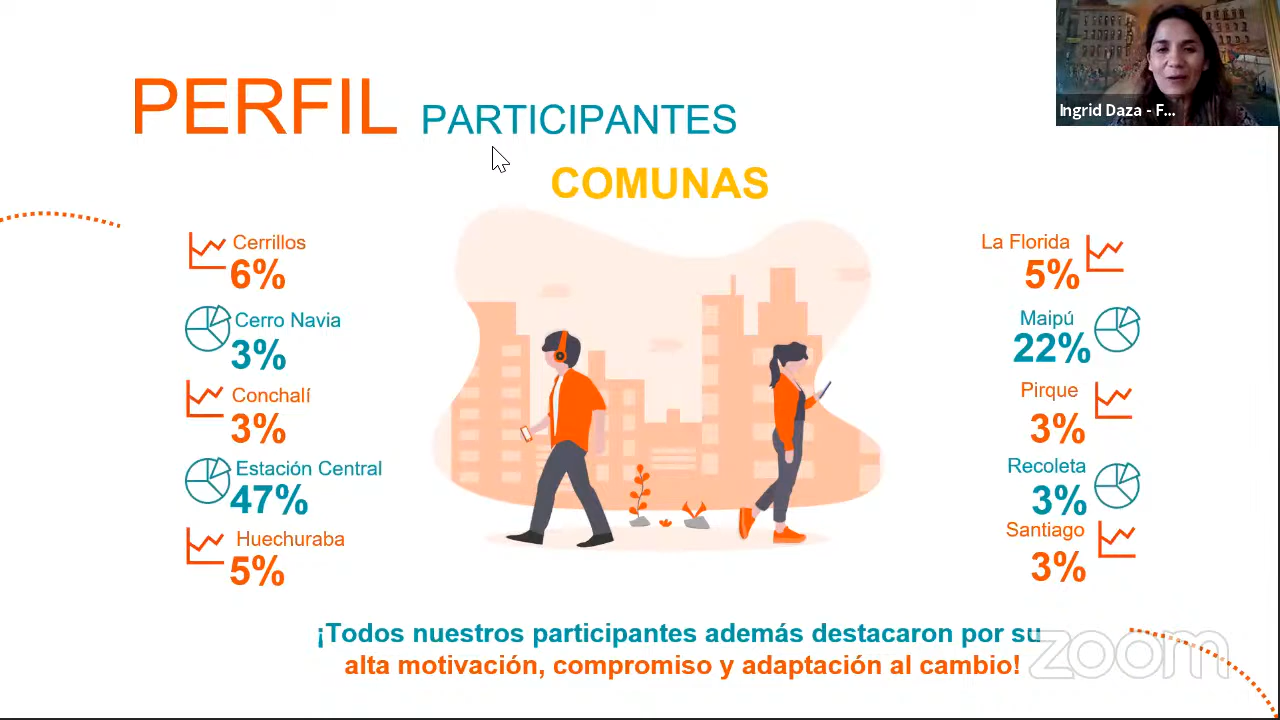 PERFIL PARTICIPANTES
COMUNAS
Cerrillos
6%
Cerro Navia
3%
Conchalí
3%
Estación Central
47%
Huechuraba
5%
La Florida
5%
Maipú
22%
Pirque
3%
Recoleta
3%
Santiago
3%
¡Todos nuestros participantes además destacaron por su
alta motivación, compromiso y adaptación al cambio!
Ingrid Daza - F...
zoom